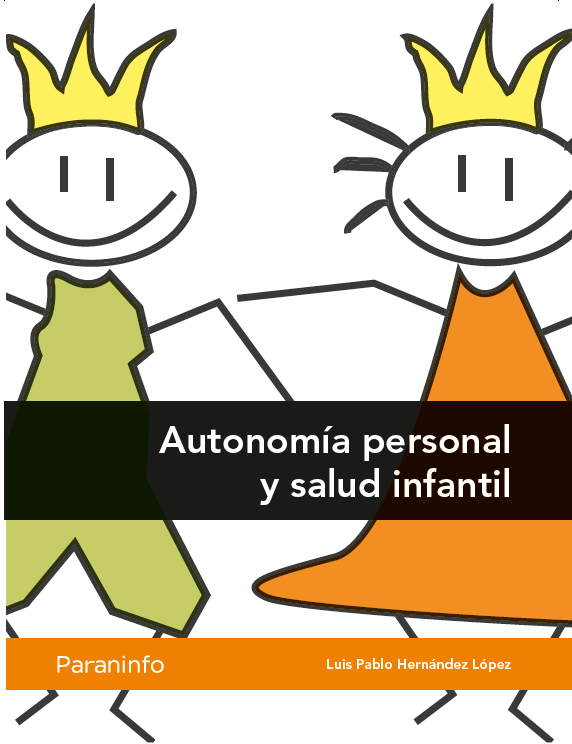 Autonomía personal
y salud infantil
Paraninfo
Luis Pablo Hernández López